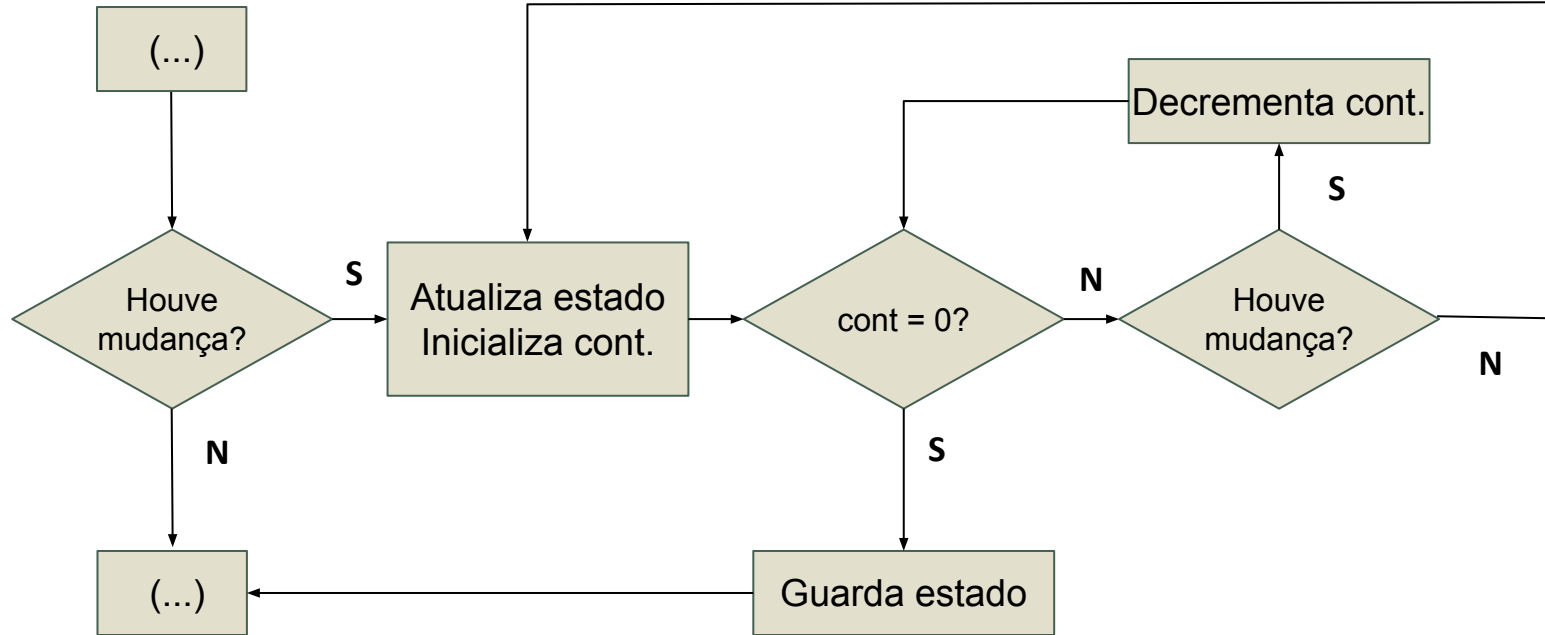 (...)
Decrementa cont.
S
Houve
mudança?
S
Atualiza estado
Inicializa cont.
cont = 0?
N
Houve
mudança?
N
N
S
(...)
Guarda estado